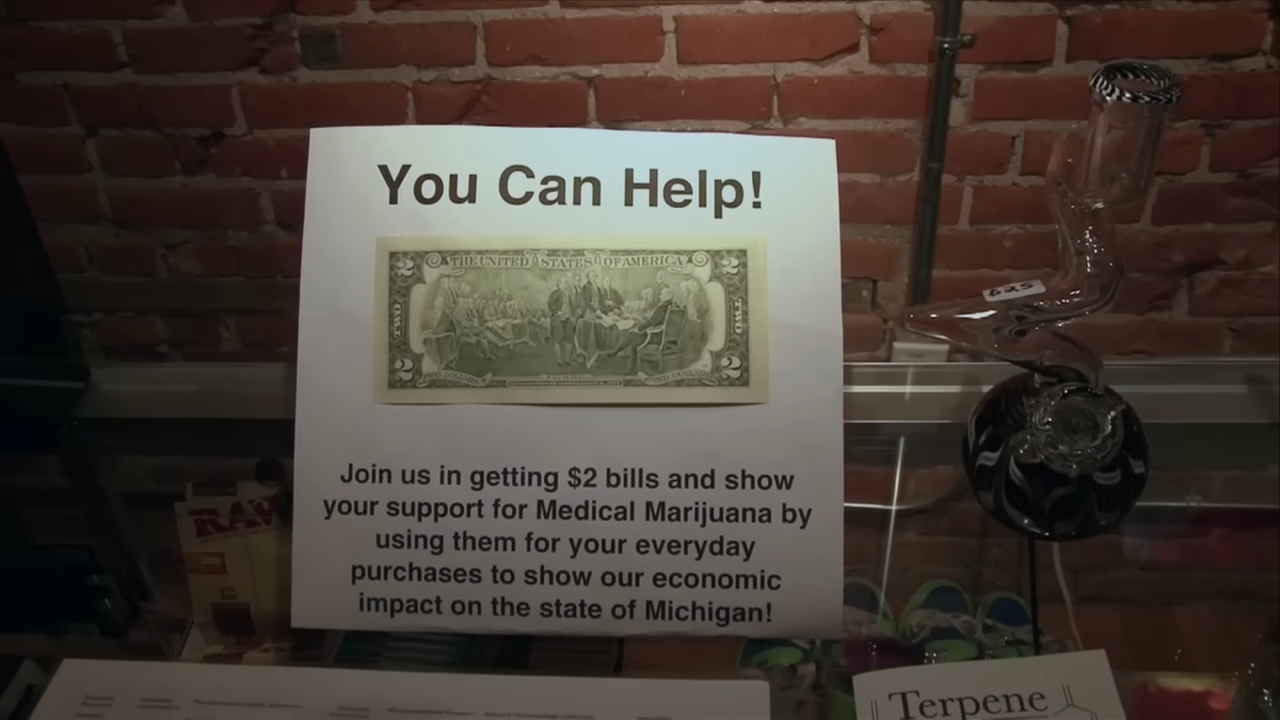 You Can Help!
2 THE UNITED STATES OF AMERICA 2
TWO
TWO
2
2
Join us in getting $2 bills and show
your support for Medical Marijuana by
using them for your everyday
purchases to show our economic
impact on the state of Michigan!
RAW
Terpene